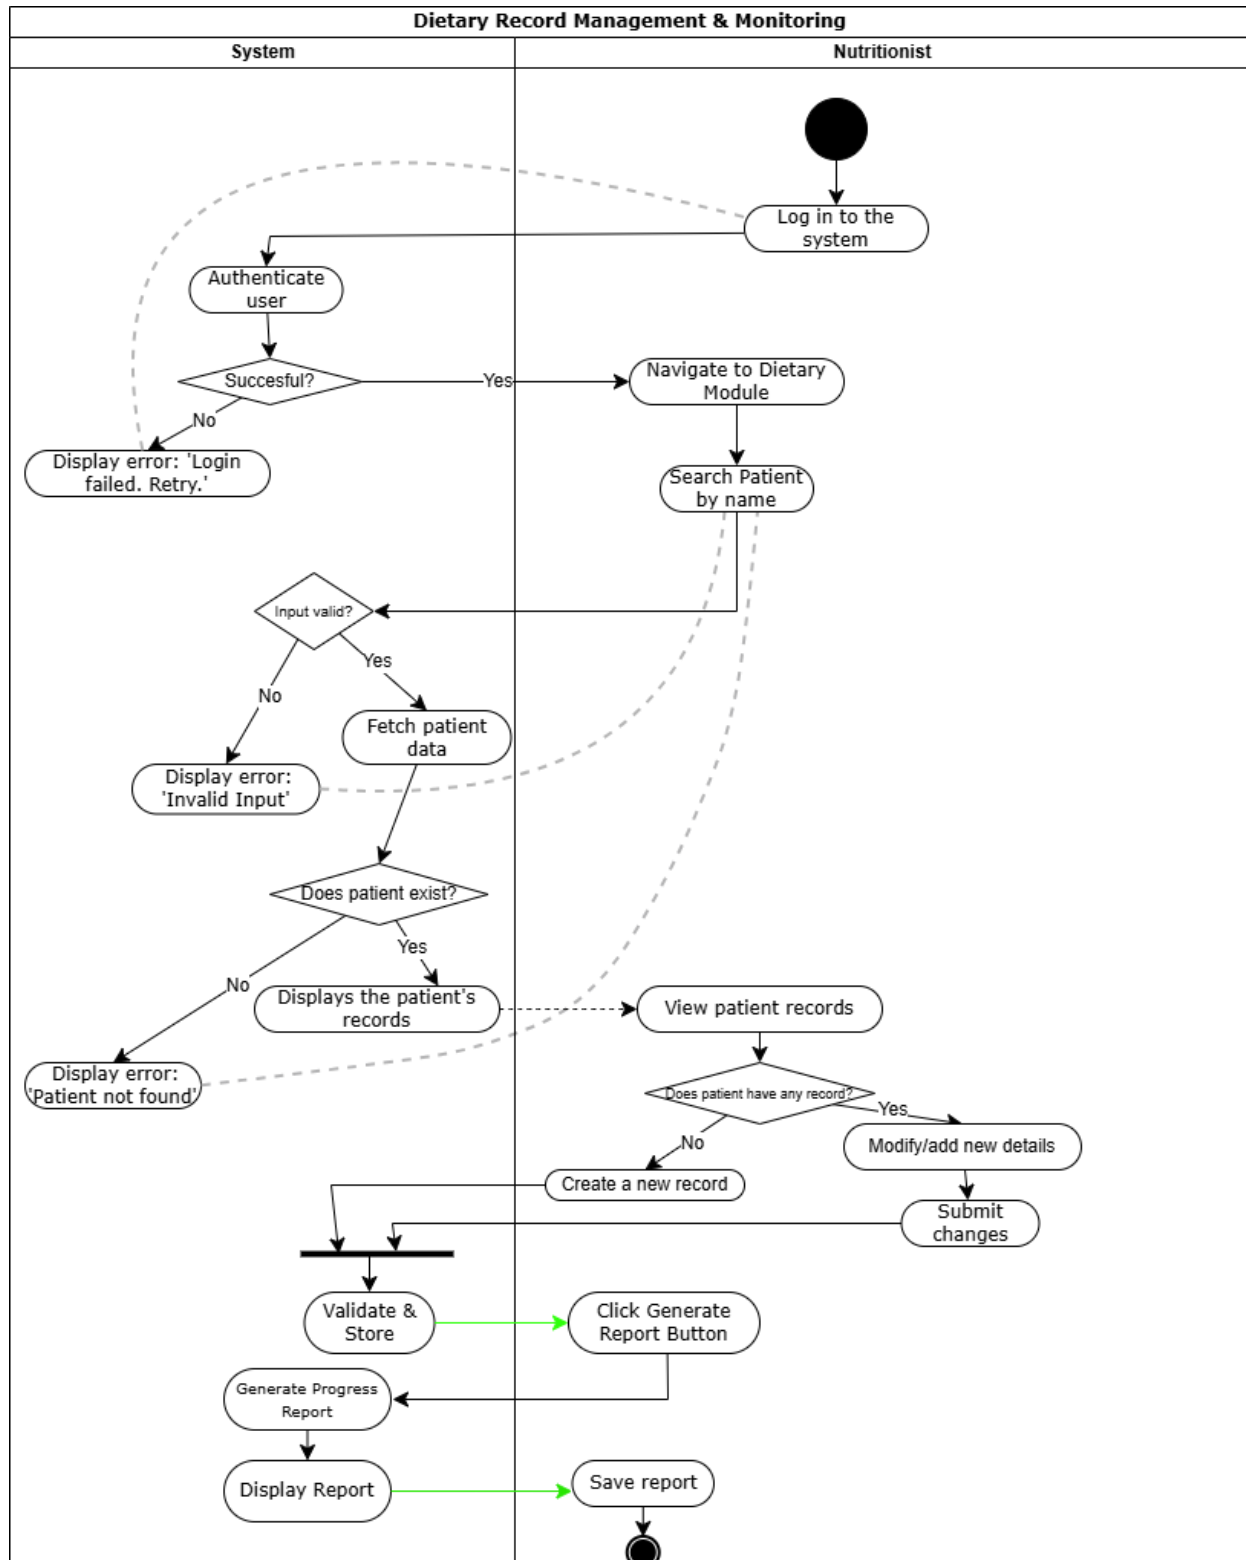 Dietary Record Management & Monitoring
System
Nutritionist
Log in to the
system
Authenticate
user
Succesful?
Yes
Navigate to Dietary
Module
No
Display error: 'Login
failed. Retry.'
Search Patient
by name
Input valid?
Yes
No
Fetch patient
data
Display error:
'Invalid Input'
Does patient exist?
Yes
No
Displays the patient's
records
View patient records
Display error:
'Patient not found'
Does patient have any record?
Yes
No
Modify/add new details
Create a new record
Submit
changes
Validate &
Store
Click Generate
Report Button
Generate Progress
Report
Display Report
Save report